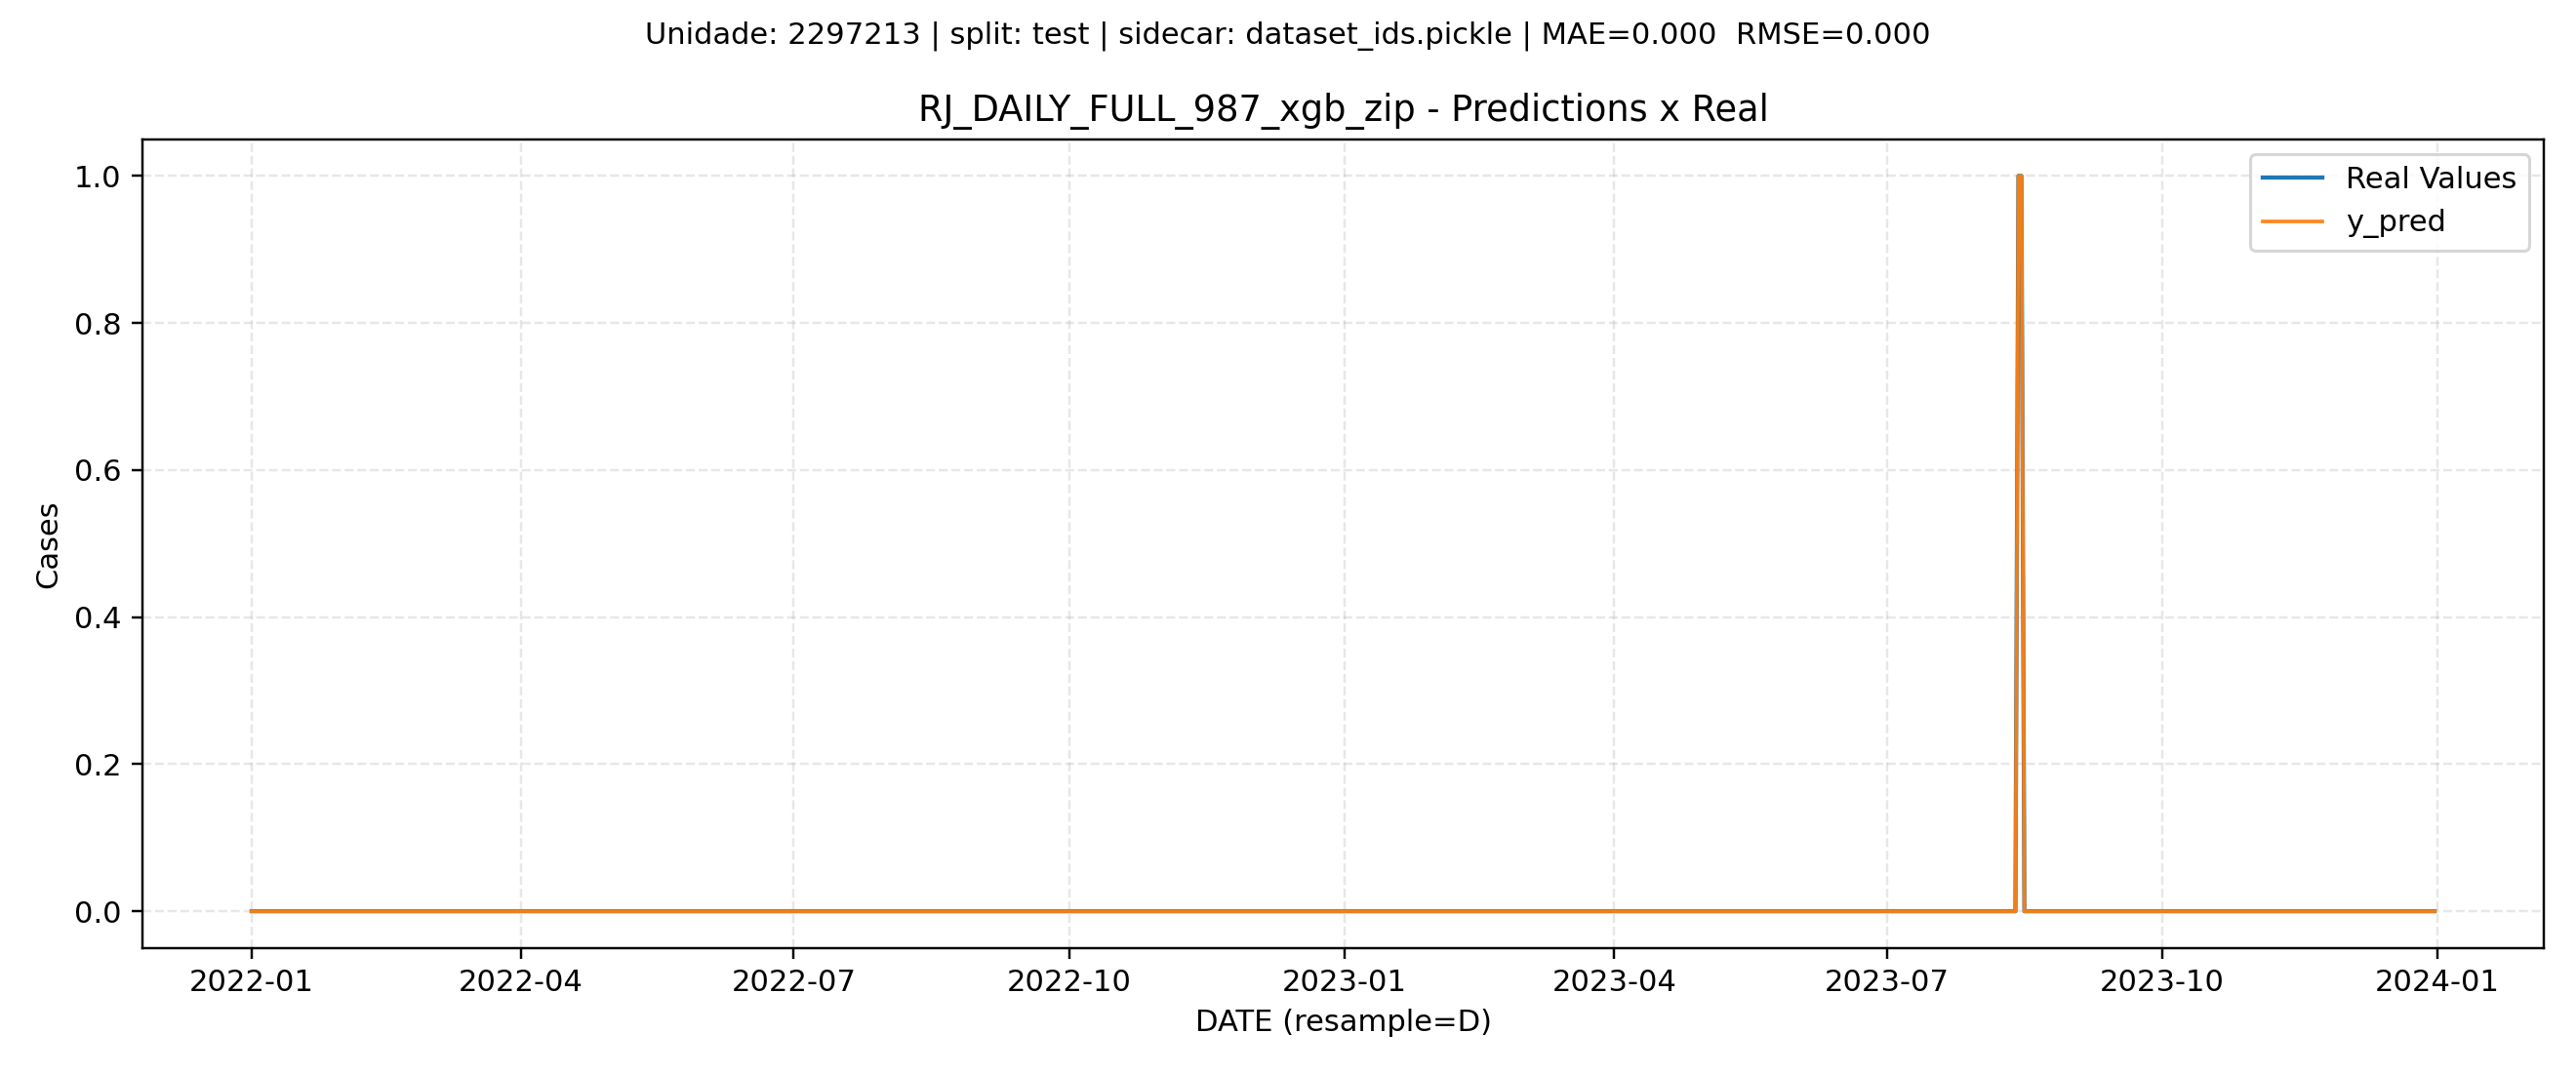 Unidade: 2297213 | split: test | sidecar: dataset_ids.pickle | MAE=0.000  RMSE=0.000
RJ_DAILY_FULL_987_xgb_zip - Predictions x Real
1.0
0.8
0.6
0.4
0.2
0.0
Cases
Real Values
y_pred
2022-01 2022-04 2022-07 2022-10 2023-01 2023-04 2023-07 2023-10 2024-01
DATE (resample=D)